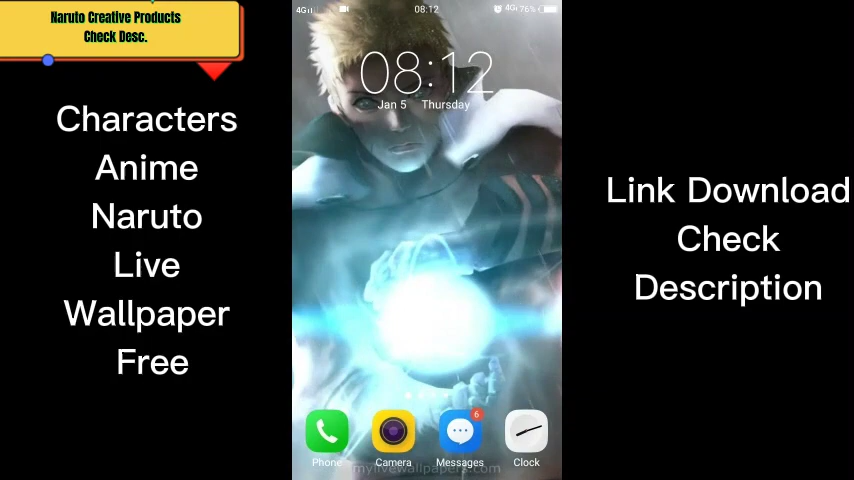 Naruto Creative Products
Check Desc.
Characters
Anime
Naruto
Live
Wallpaper
Free
4G
08:12
4G 76%
08:12
Jan 5 Thursday
6
Phone
Camera
Messages
Clock
mylivewallpapers.com
Link Download
Check
Description